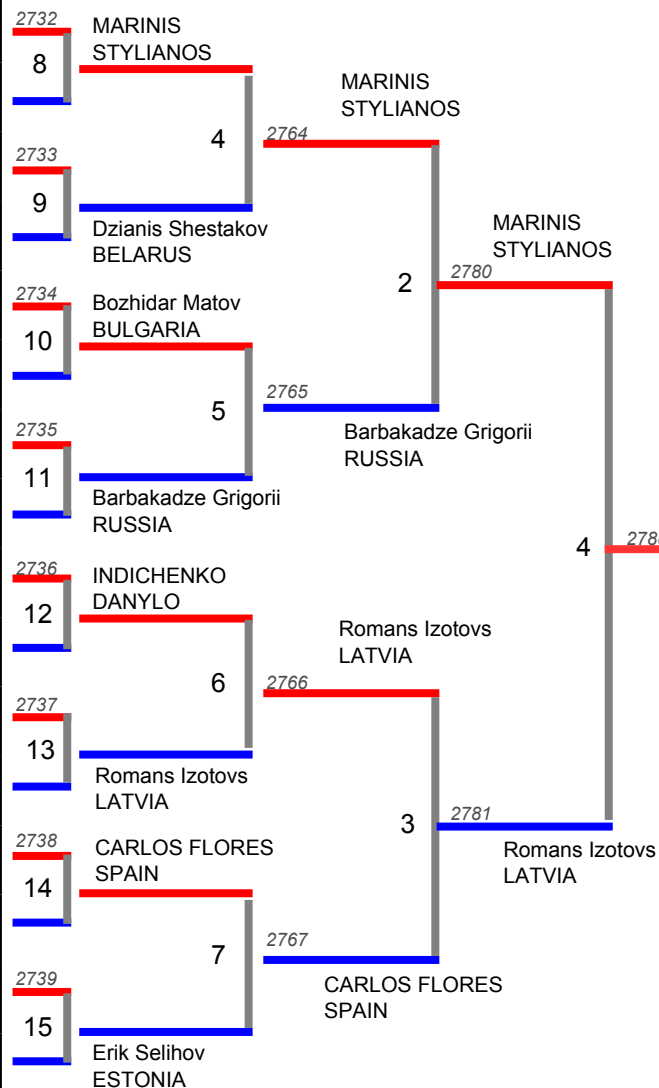 2732
MARINIS
STYLIANOS
8
4
2733
9
Dzianis Shestakov
BELARUS
MARINIS
STYLIANOS
2764
2
2734
Bozhidar Matov
BULGARIA
10
5
2765
2735
11
Barbakadze Grigorii
RUSSIA
Barbakadze Grigorii
RUSSIA
MARINIS
STYLIANOS
2780
4
2736
INDICHENKO
DANYLO
12
6
2737
13
Romans Izotovs
LATVIA
Romans Izotovs
LATVIA
2766
3
2781
Romans Izotovs
LATVIA
2738
CARLOS FLORES
SPAIN
14
7
2767
CARLOS FLORES
SPAIN
2739
15
Erik Selihov
ESTONIA